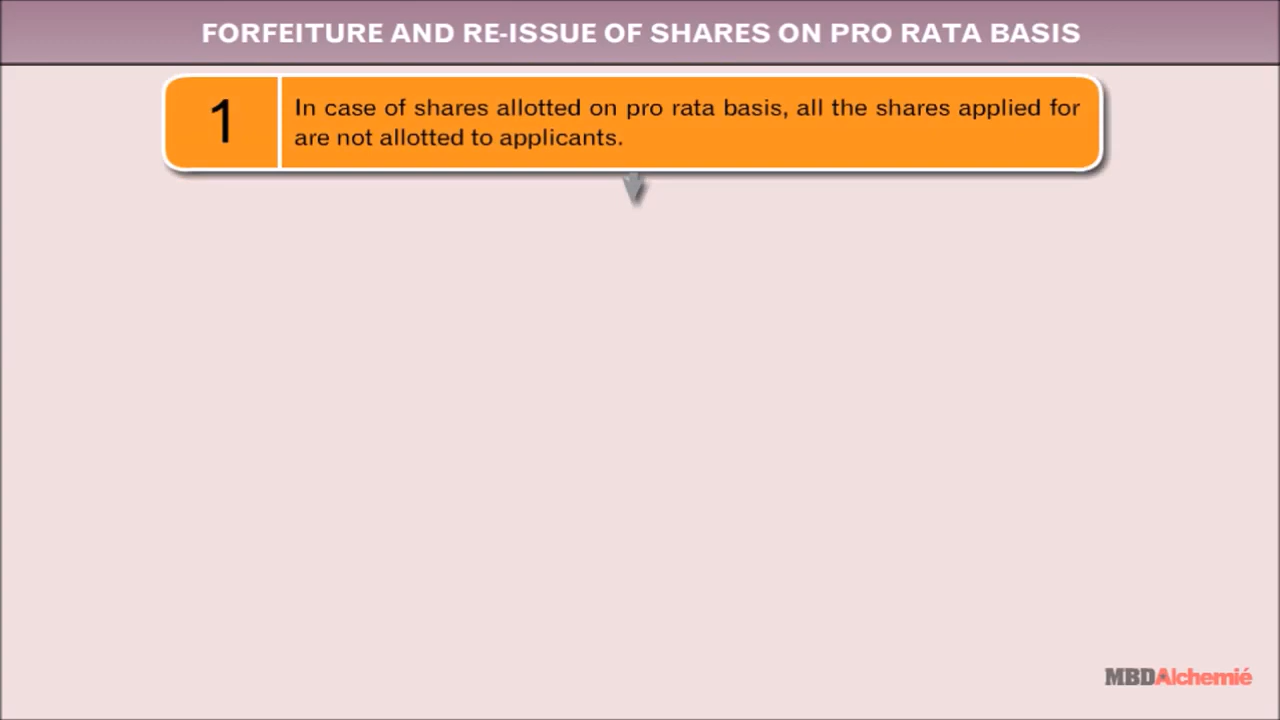 FORFEITURE AND RE-ISSUE OF SHARES ON PRO RATA BASIS
1
In case of shares allotted on pro rata basis, all the shares applied for
are not allotted to applicants.
MBDAlchemié